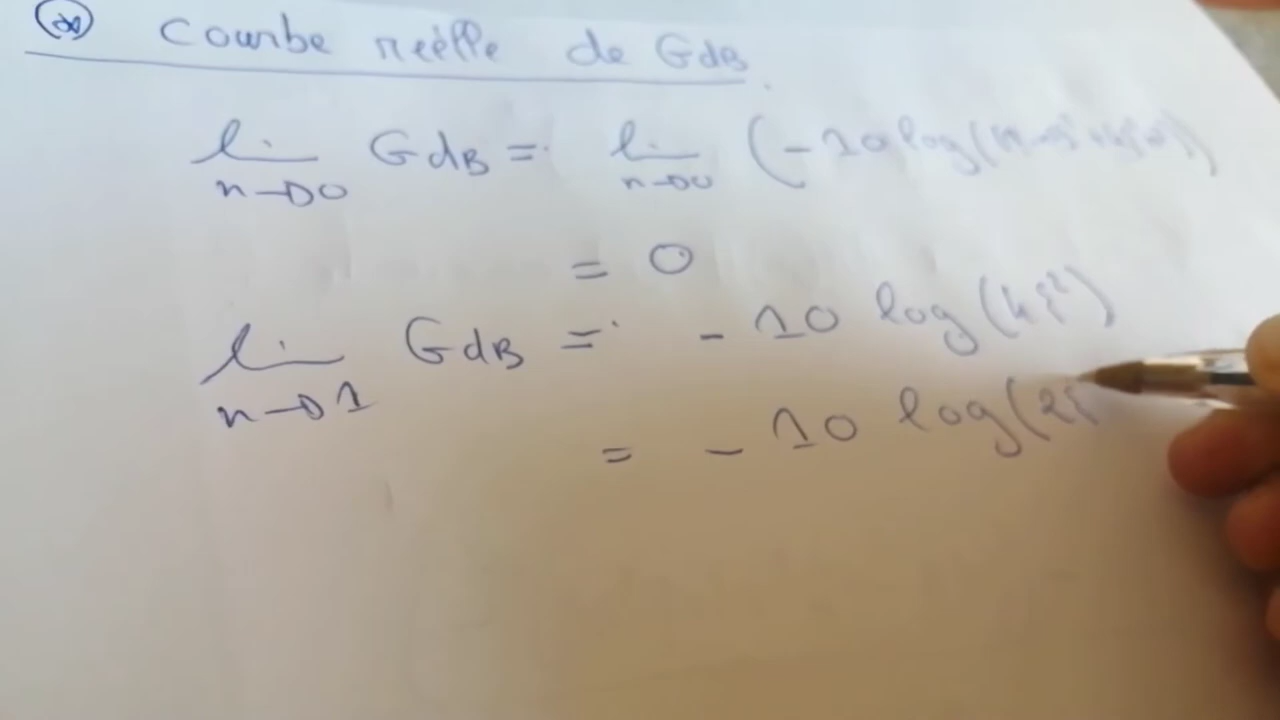 Courbe réelle de GdB
lim GdB = lim (-10 log(
n→0 n→0
= 0
lim GdB = -10 log(4ξ²)
n→1
= -10 log(2ξ